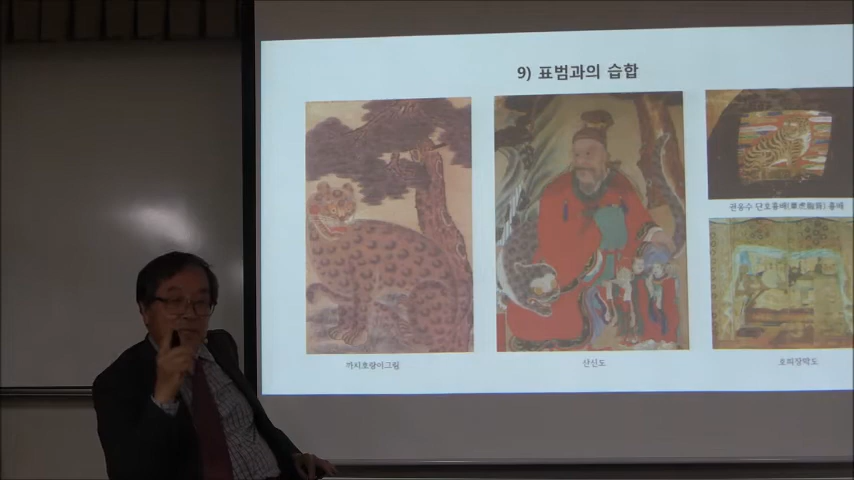 9) 표범과의 습합
까치호랑이그림
산신도
권응수 단호흉배(單虎胸背) 흉배
호피장막도